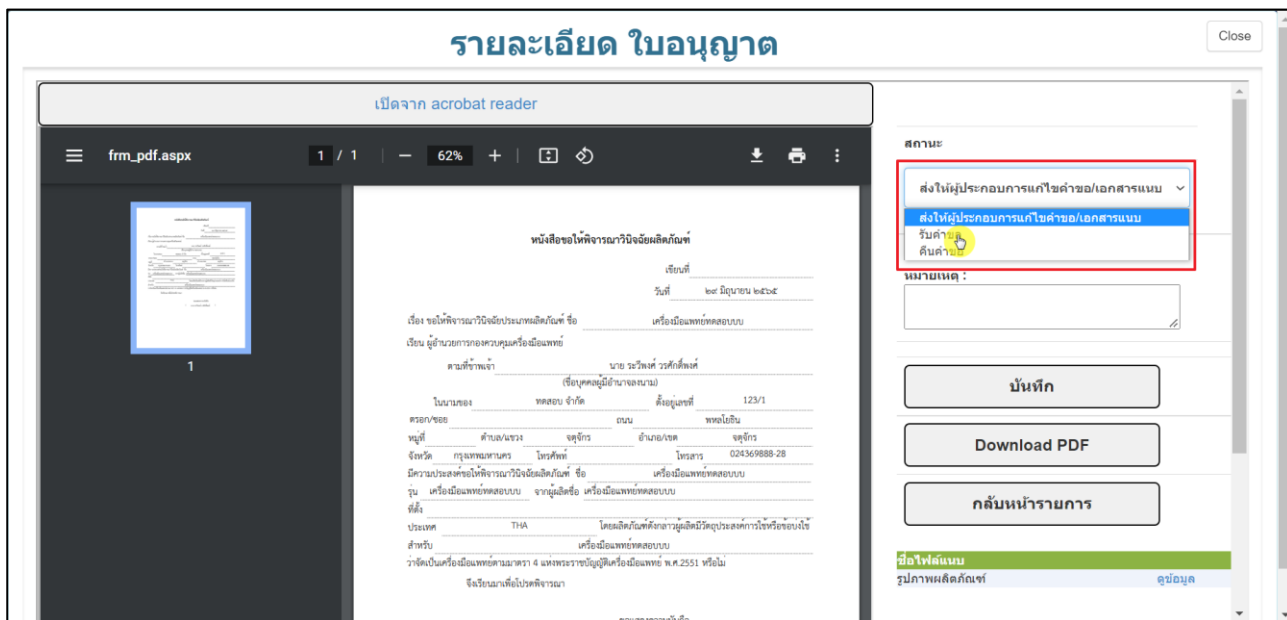 รายละเอียด ใบอนุญาต
Close
เปิดจาก acrobat reader
frm_pdf.aspx
1 / 1
62%
1
หนังสือขอให้พิจารณาวินิจฉัยผลิตภัณฑ์
เขียนที่
วันที่ ๒๙ มิถุนายน ๒๕๖๕
เรื่อง ขอให้พิจารณาวินิจฉัยประเภทผลิตภัณฑ์ ชื่อ เครื่องมือแพทย์ทดสอบบบ
เรียน ผู้อำนวยการกองควบคุมเครื่องมือแพทย์
ตามที่ข้าพเจ้า นาย ระวีพงศ์ วรศักดิ์พงศ์
(ชื่อบุคคลผู้มีอำนาจลงนาม)
ในนามของ ทดสอบ จำกัด ตั้งอยู่เลขที่ 123/1
ตรอก/ซอย ถนน พหลโยธิน
หมู่ที่ ตำบล/แขวง จตุจักร อำเภอ/เขต จตุจักร
จังหวัด กรุงเทพมหานคร โทรศัพท์ โทรสาร 024369888-28
มีความประสงค์ขอให้พิจารณาวินิจฉัยผลิตภัณฑ์ ชื่อ เครื่องมือแพทย์ทดสอบบบ
รุ่น เครื่องมือแพทย์ทดสอบบบ จากผู้ผลิตชื่อ เครื่องมือแพทย์ทดสอบบบ
ที่ตั้ง
ประเทศ THA โดยผลิตภัณฑ์ดังกล่าวผู้ผลิตมีวัตถุประสงค์การใช้หรือข้อบ่งใช้
สำหรับ เครื่องมือแพทย์ทดสอบบบ
ว่าจัดเป็นเครื่องมือแพทย์ตามมาตรา 4 แห่งพระราชบัญญัติเครื่องมือแพทย์ พ.ศ.2551 หรือไม่
จึงเรียนมาเพื่อโปรดพิจารณา
สถานะ
ส่งให้ผู้ประกอบการแก้ไขคำขอ/เอกสารแนบ
ส่งให้ผู้ประกอบการแก้ไขคำขอ/เอกสารแนบ
รับคำขอ
คืนคำขอ
หมายเหตุ :
บันทึก
Download PDF
กลับหน้ารายการ
ชื่อไฟล์แนบ
รูปภาพผลิตภัณฑ์ ดูข้อมูล